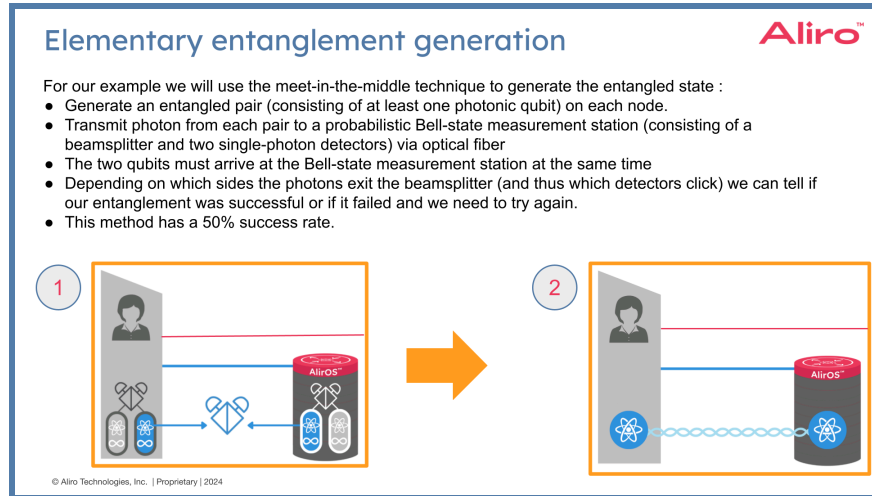 Elementary entanglement generation
Aliro™
For our example we will use the meet-in-the-middle technique to generate the entangled state :
● Generate an entangled pair (consisting of at least one photonic qubit) on each node.
● Transmit photon from each pair to a probabilistic Bell-state measurement station (consisting of a
beamsplitter and two single-photon detectors) via optical fiber
● The two qubits must arrive at the Bell-state measurement station at the same time
● Depending on which sides the photons exit the beamsplitter (and thus which detectors click) we can tell if
our entanglement was successful or if it failed and we need to try again.
● This method has a 50% success rate.
1
AlirOS™
2
AlirOS™
© Aliro Technologies, Inc. | Proprietary | 2024